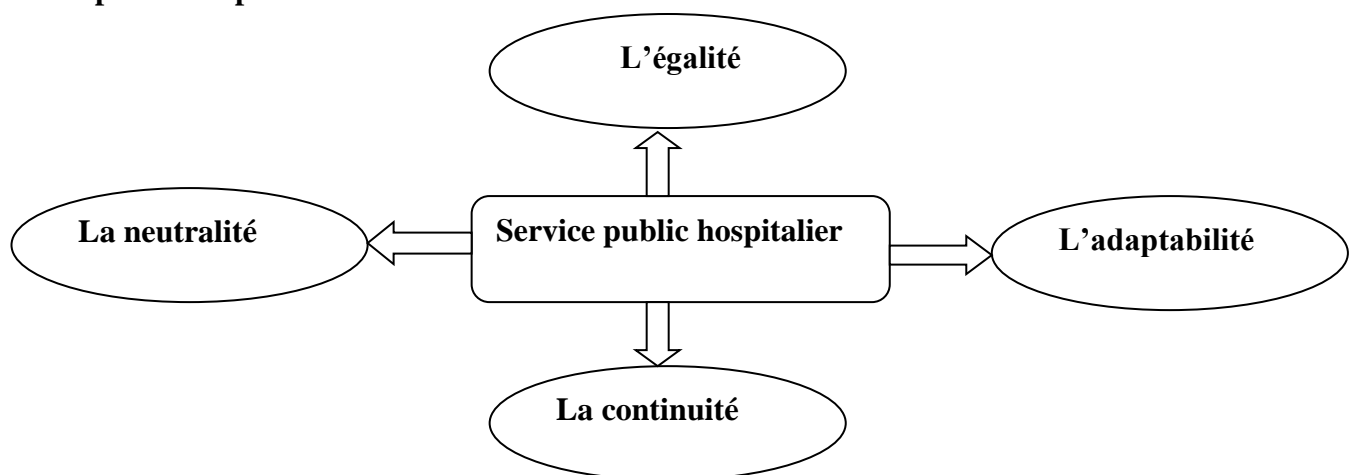 L’égalité
La neutralité
Service public hospitalier
L’adaptabilité
La continuité